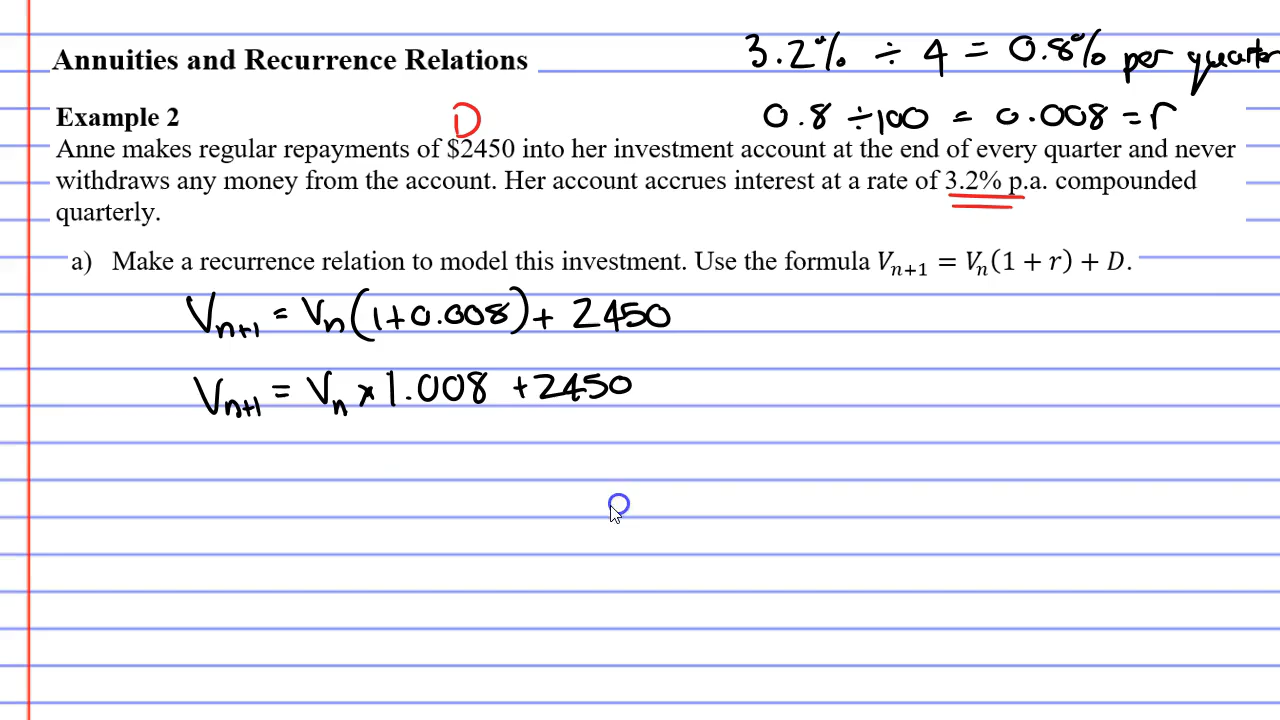 3.2% ÷ 4 = 0.8% per quarter
Annuities and Recurrence Relations
0.8 ÷ 100 = 0.008 = r
Example 2
D
Anne makes regular repayments of $2450 into her investment account at the end of every quarter and never
withdraws any money from the account. Her account accrues interest at a rate of 3.2% p.a. compounded
quarterly.
a) Make a recurrence relation to model this investment. Use the formula Vₙ₊₁ = Vₙ(1 + r) + D.
Vₙ₊₁ = Vₙ(1+0.008) + 2450
Vₙ₊₁ = Vₙ × 1.008 + 2450